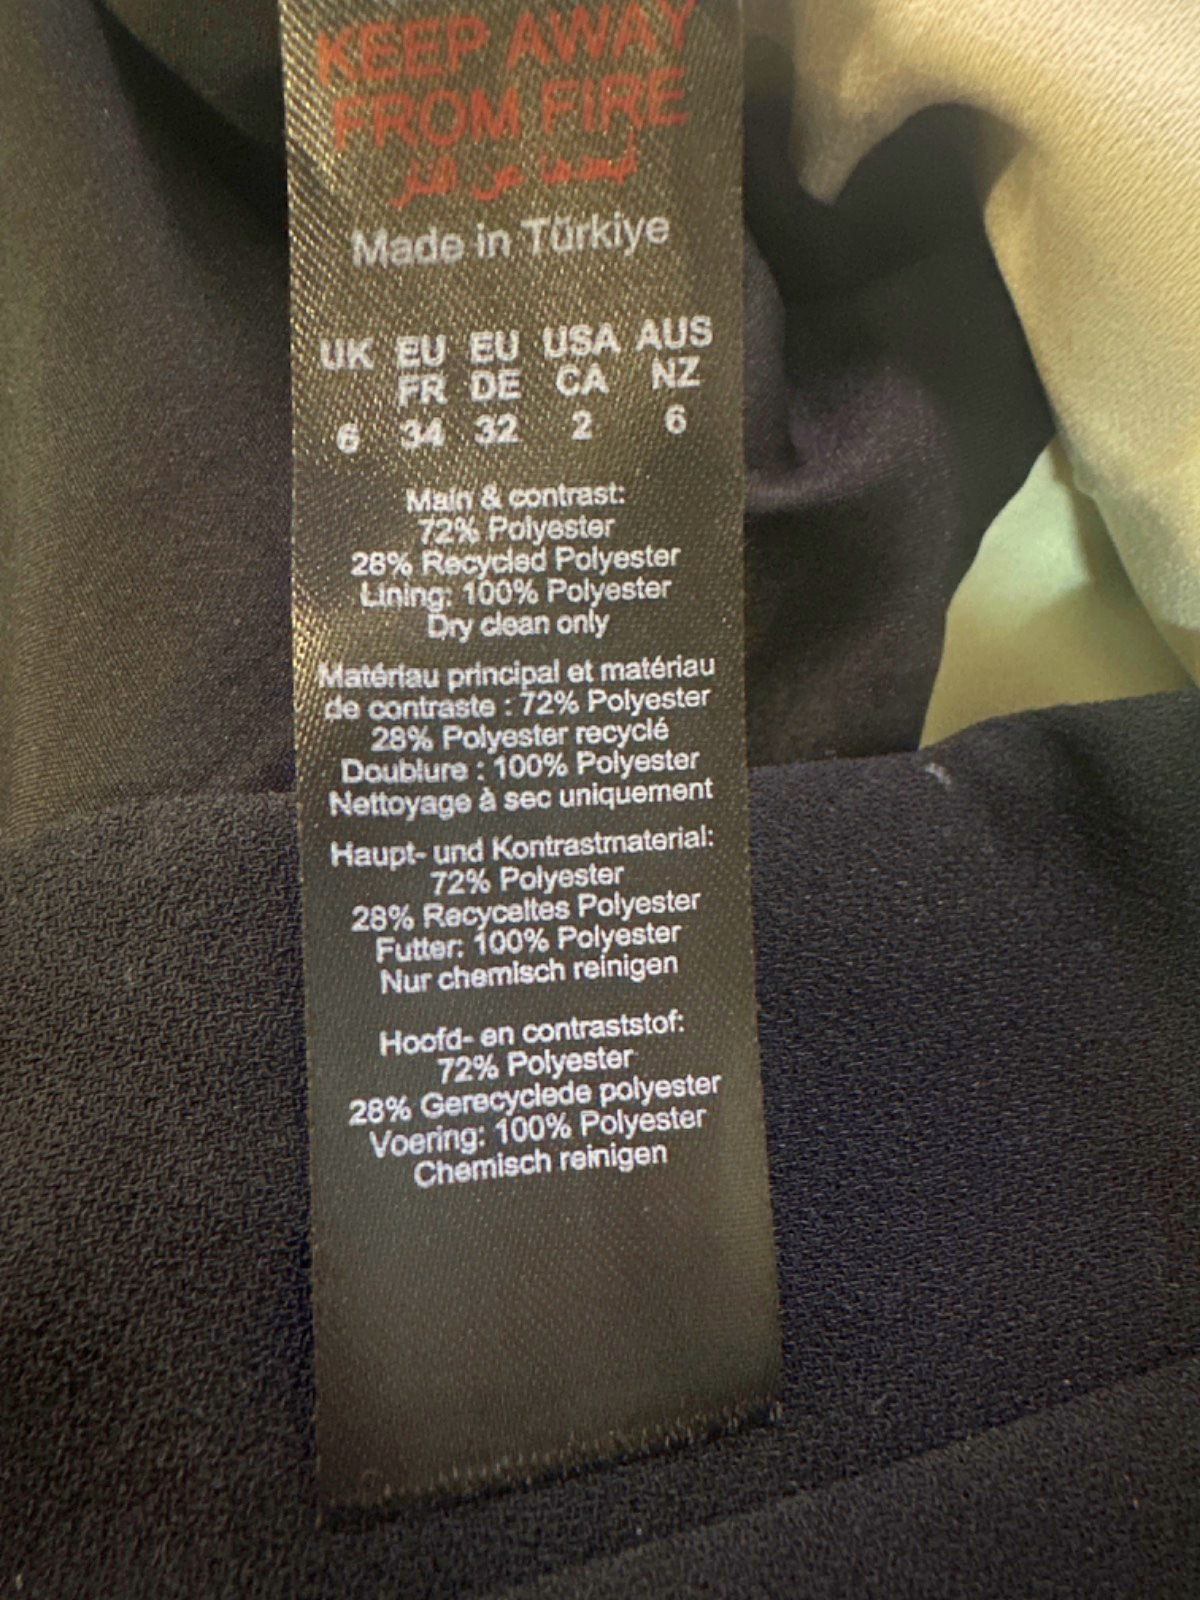 KEEP AWAY
FROM FIRE
أبعدها عن النار
Made in Türkiye
UK EU EU USA AUS
FR DE CA NZ
6 34 32 2 6
Main & contrast:
72% Polyester
28% Recycled Polyester
Lining: 100% Polyester
Dry clean only
Matériau principal et matériau
de contraste : 72% Polyester
28% Polyester recyclé
Doublure : 100% Polyester
Nettoyage à sec uniquement
Haupt- und Kontrastmaterial:
72% Polyester
28% Recyceltes Polyester
Futter: 100% Polyester
Nur chemisch reinigen
Hoofd- en contraststof:
72% Polyester
28% Gerecyclede polyester
Voering: 100% Polyester
Chemisch reinigen